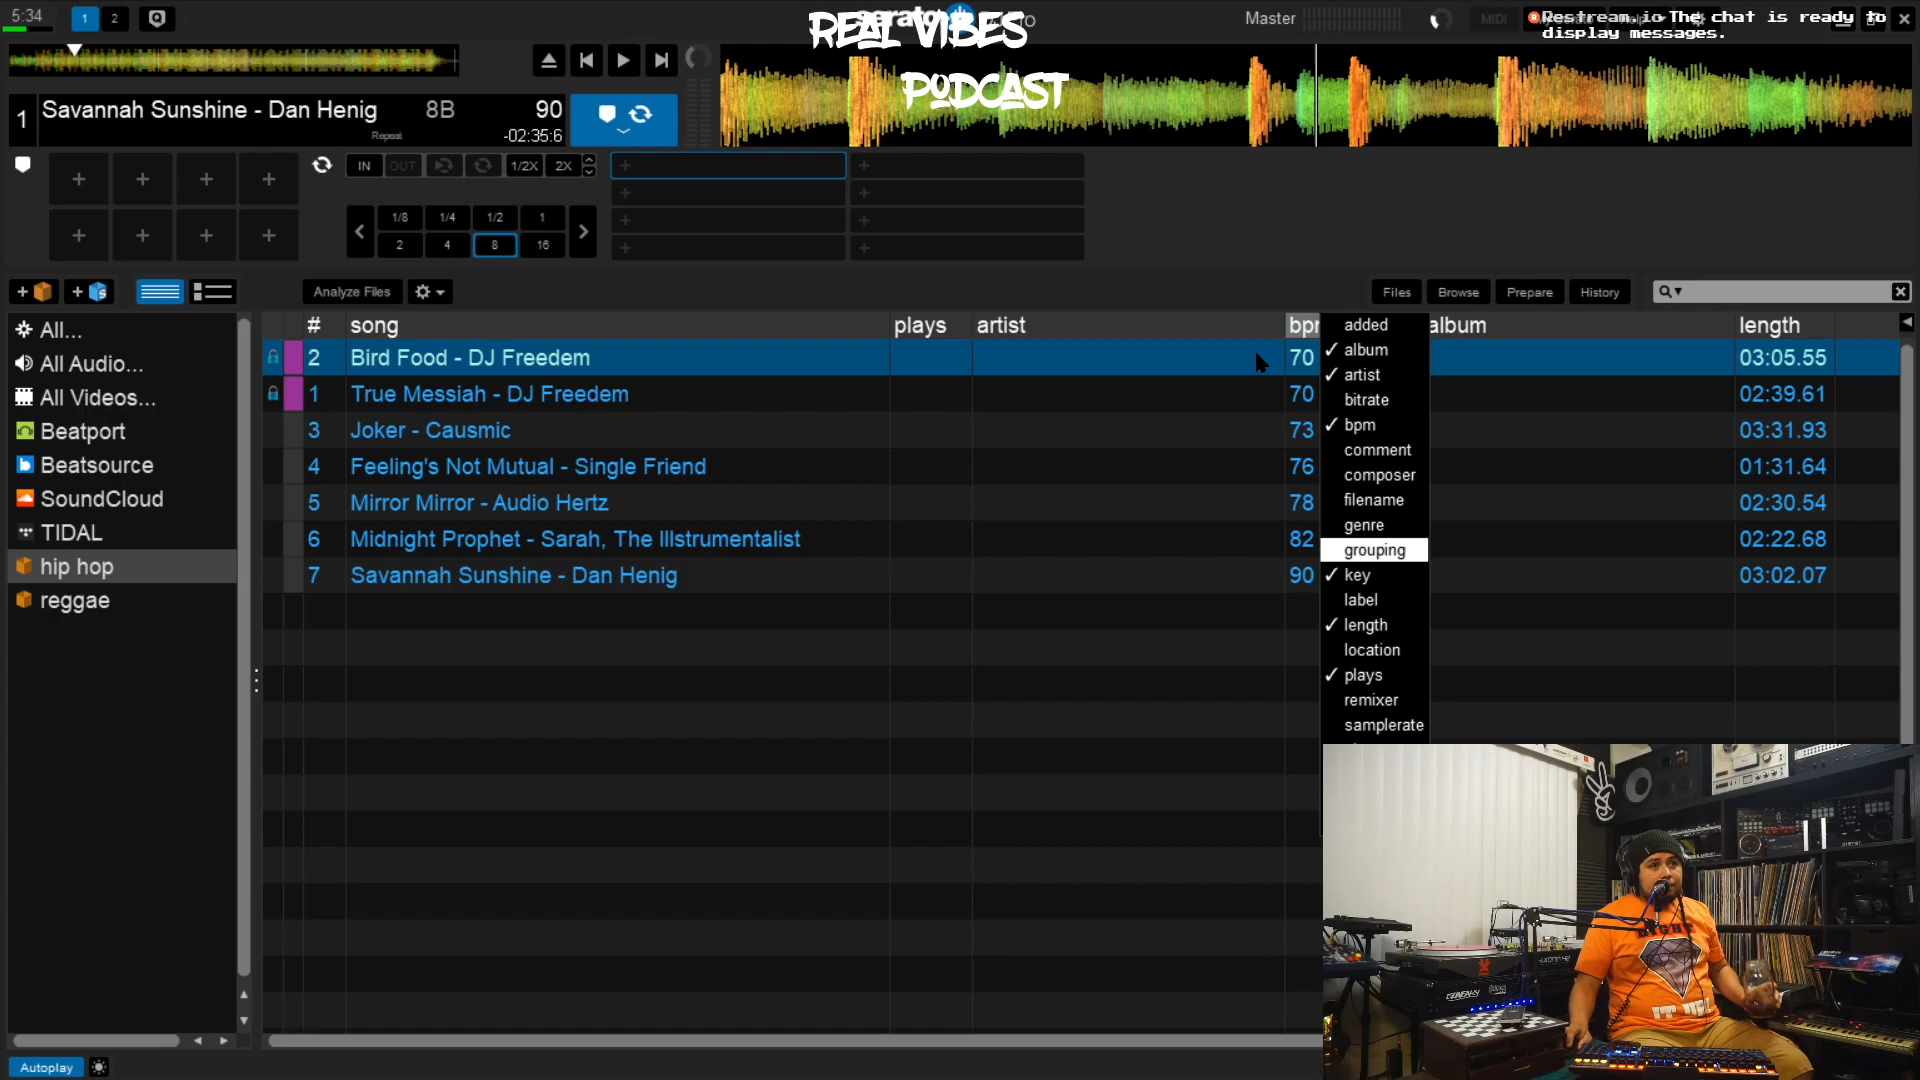 5:34
1
2
REAL VIBES
PODCAST
Master
MIDI
Restream.io The chat is ready to
display messages.
1
Savannah Sunshine - Dan Henig
8B
90
Repeat
-02:35:6
IN
OUT
1/2X
2X
1/8
1/4
1/2
1
2
4
8
16
Analyze Files
Files
Browse
Prepare
History
All...
All Audio...
All Videos...
Beatport
Beatsource
SoundCloud
TIDAL
hip hop
reggae
# song plays artist bpm album length
2 Bird Food - DJ Freedem 70 03:05.55
1 True Messiah - DJ Freedem 70 02:39.61
3 Joker - Causmic 73 03:31.93
4 Feeling's Not Mutual - Single Friend 76 01:31.64
5 Mirror Mirror - Audio Hertz 78 02:30.54
6 Midnight Prophet - Sarah, The Illstrumentalist 82 02:22.68
7 Savannah Sunshine - Dan Henig 90 03:02.07
added
album
artist
bitrate
bpm
comment
composer
filename
genre
grouping
key
label
length
location
plays
remixer
samplerate
Autoplay